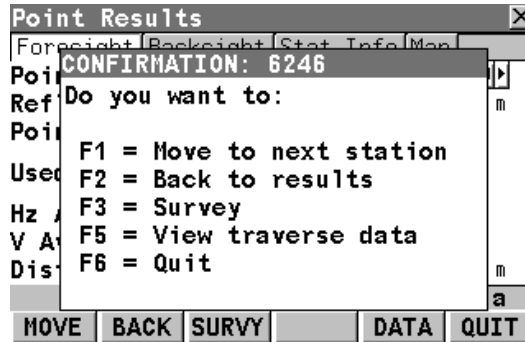 Point Results
CONFIRMATION: 6246
Do you want to:
F1 = Move to next station
F2 = Back to results
F3 = Survey
F5 = View traverse data
F6 = Quit
m
m
a
MOVE BACK SURVY DATA QUIT